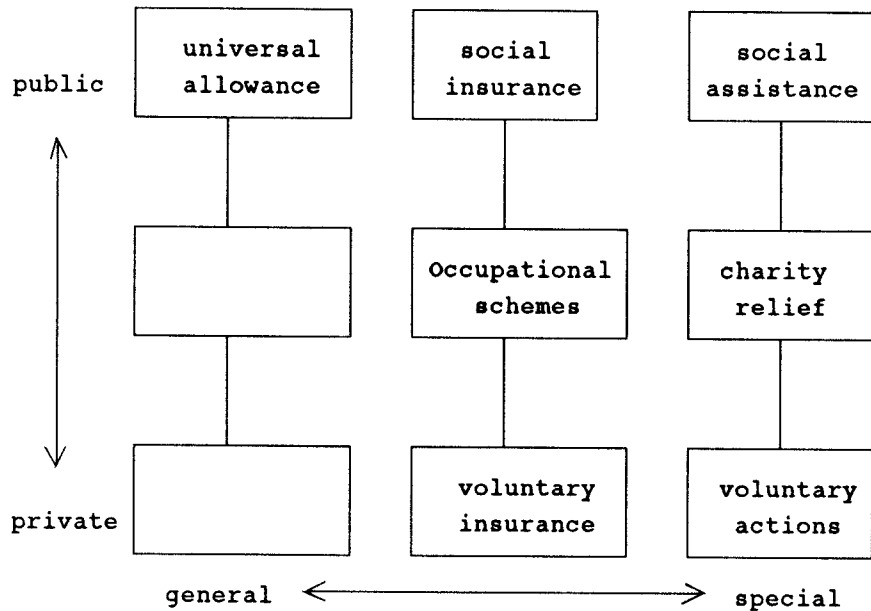 universal
allowance
social
insurance
social
assistance
public
Occupational
schemes
charity
relief
voluntary
insurance
voluntary
actions
private
general
special